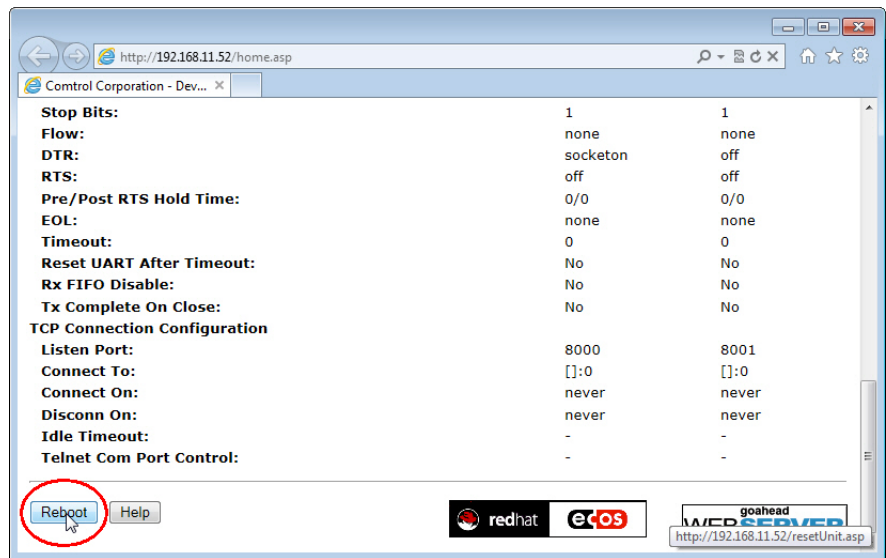 http://192.168.11.52/home.asp
Comtrol Corporation - Dev...
Stop Bits: 1 1
Flow: none none
DTR: socketon off
RTS: off off
Pre/Post RTS Hold Time: 0/0 0/0
EOL: none none
Timeout: 0 0
Reset UART After Timeout: No No
Rx FIFO Disable: No No
Tx Complete On Close: No No
TCP Connection Configuration
Listen Port: 8000 8001
Connect To: []:0 []:0
Connect On: never never
Disconn On: never never
Idle Timeout: - -
Telnet Com Port Control: - -
Reboot Help redhat ecos goahead
WEBSERVER
http://192.168.11.52/resetUnit.asp